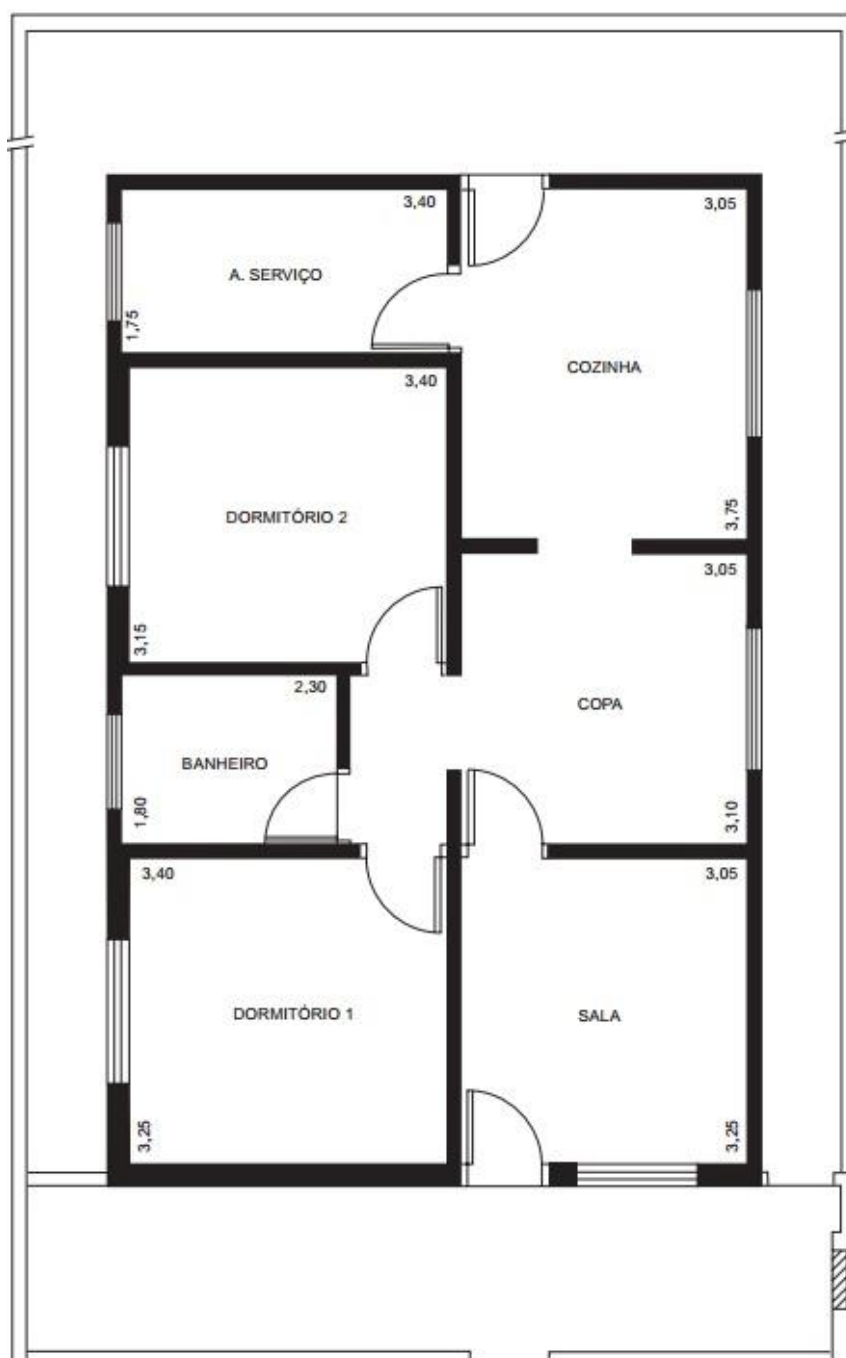 3,40
3,05
A. SERVIÇO
1,75
COZINHA
3,40
DORMITÓRIO 2
3,75
3,15
3,05
2,30
COPA
BANHEIRO
1,80
3,10
3,40
3,05
DORMITÓRIO 1
SALA
3,25
3,25